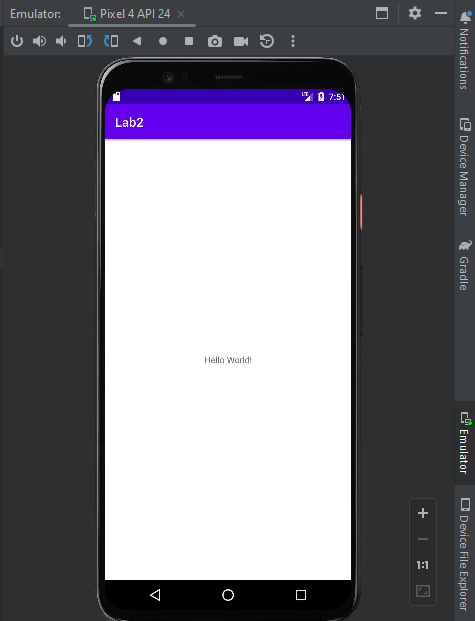 Emulator:
Pixel 4 API 24
LTE
7:51
Lab2
Hello World!
1:1
Notifications
Device Manager
Gradle
Emulator
Device File Explorer